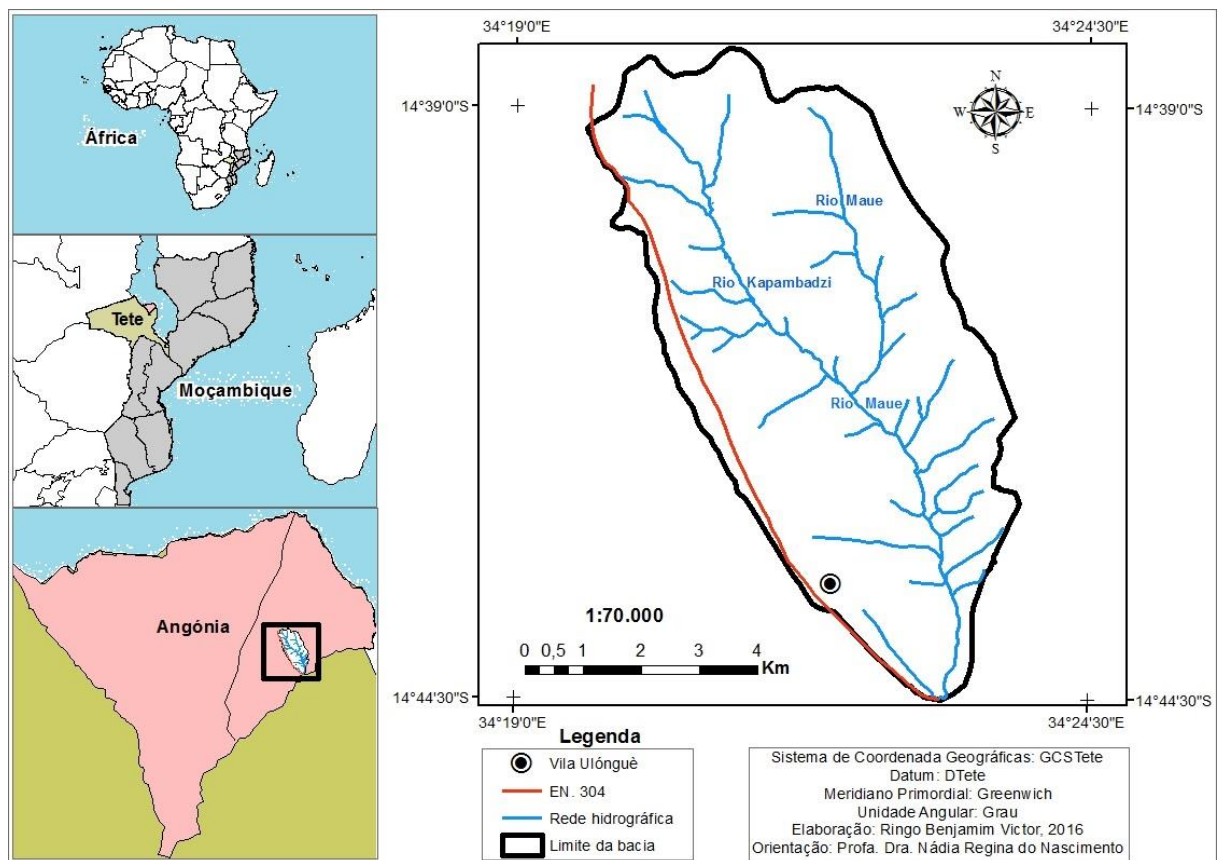 África
Tete
Moçambique
Angónia
34°19'0"E
34°24'30"E
14°39'0"S
14°39'0"S
N
W
E
S
Rio Maue
Rio Kapambadzi
Rio Maue
1:70.000
0 0,5 1 2 3 4
Km
14°44'30"S
14°44'30"S
34°19'0"E
34°24'30"E
Legenda
Vila Ulónguè
EN. 304
Rede hidrográfica
Limite da bacia
Sistema de Coordenada Geográficas: GCSTete
Datum: DTete
Meridiano Primordial: Greenwich
Unidade Angular: Grau
Elaboração: Ringo Benjamim Victor, 2016
Orientação: Profa. Dra. Nádia Regina do Nascimento